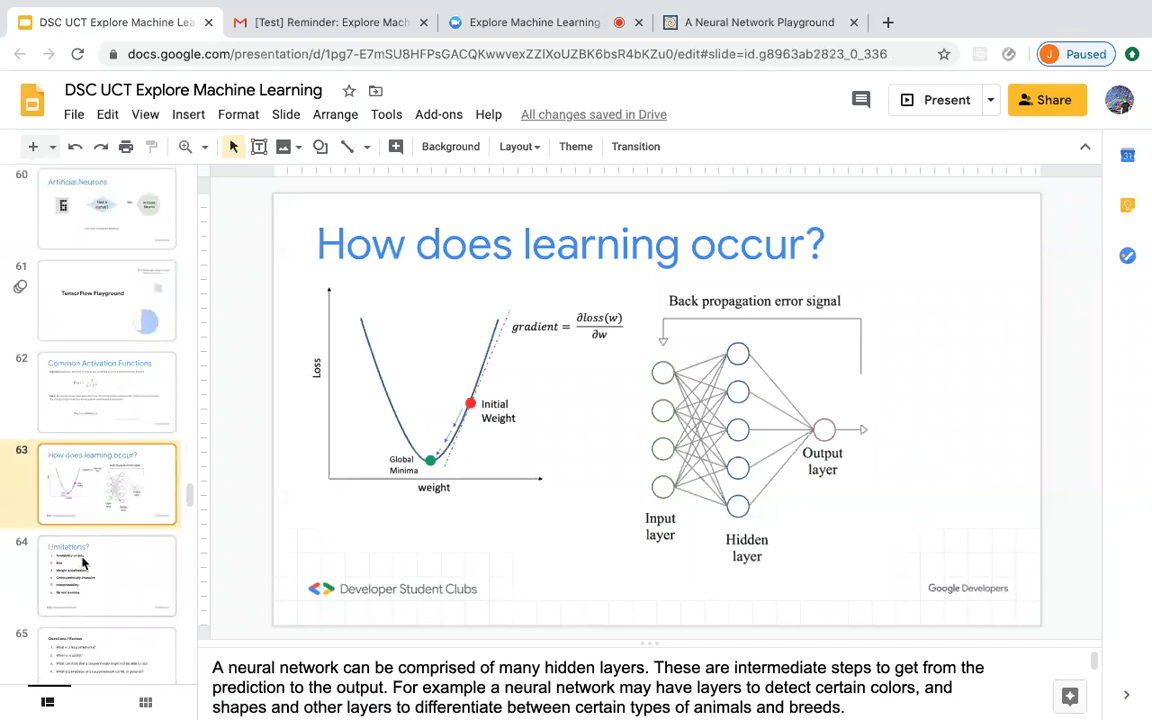 DSC UCT Explore Machine Lea
[Test] Reminder: Explore Mach
Explore Machine Learning
A Neural Network Playground
docs.google.com/presentation/d/1pg7-E7mSU8HFPsGACQKwwvexZZIXoUZBK6bsR4bKZu0/edit#slide=id.g8963ab2823_0_336
J Paused
DSC UCT Explore Machine Learning
File Edit View Insert Format Slide Arrange Tools Add-ons Help All changes saved in Drive
Present
Share
Background Layout Theme Transition
31
60
Artificial Neurons
61
TensorFlow Playground
62
Common Activation Functions
63
How does learning occur?
64
Limitations?
65
How does learning occur?
Loss
gradient = ∂loss(w) / ∂w
Initial
Weight
Global
Minima
weight
Back propagation error signal
Input
layer
Hidden
layer
Output
layer
Developer Student Clubs
Google Developers
A neural network can be comprised of many hidden layers. These are intermediate steps to get from the
prediction to the output. For example a neural network may have layers to detect certain colors, and
shapes and other layers to differentiate between certain types of animals and breeds.